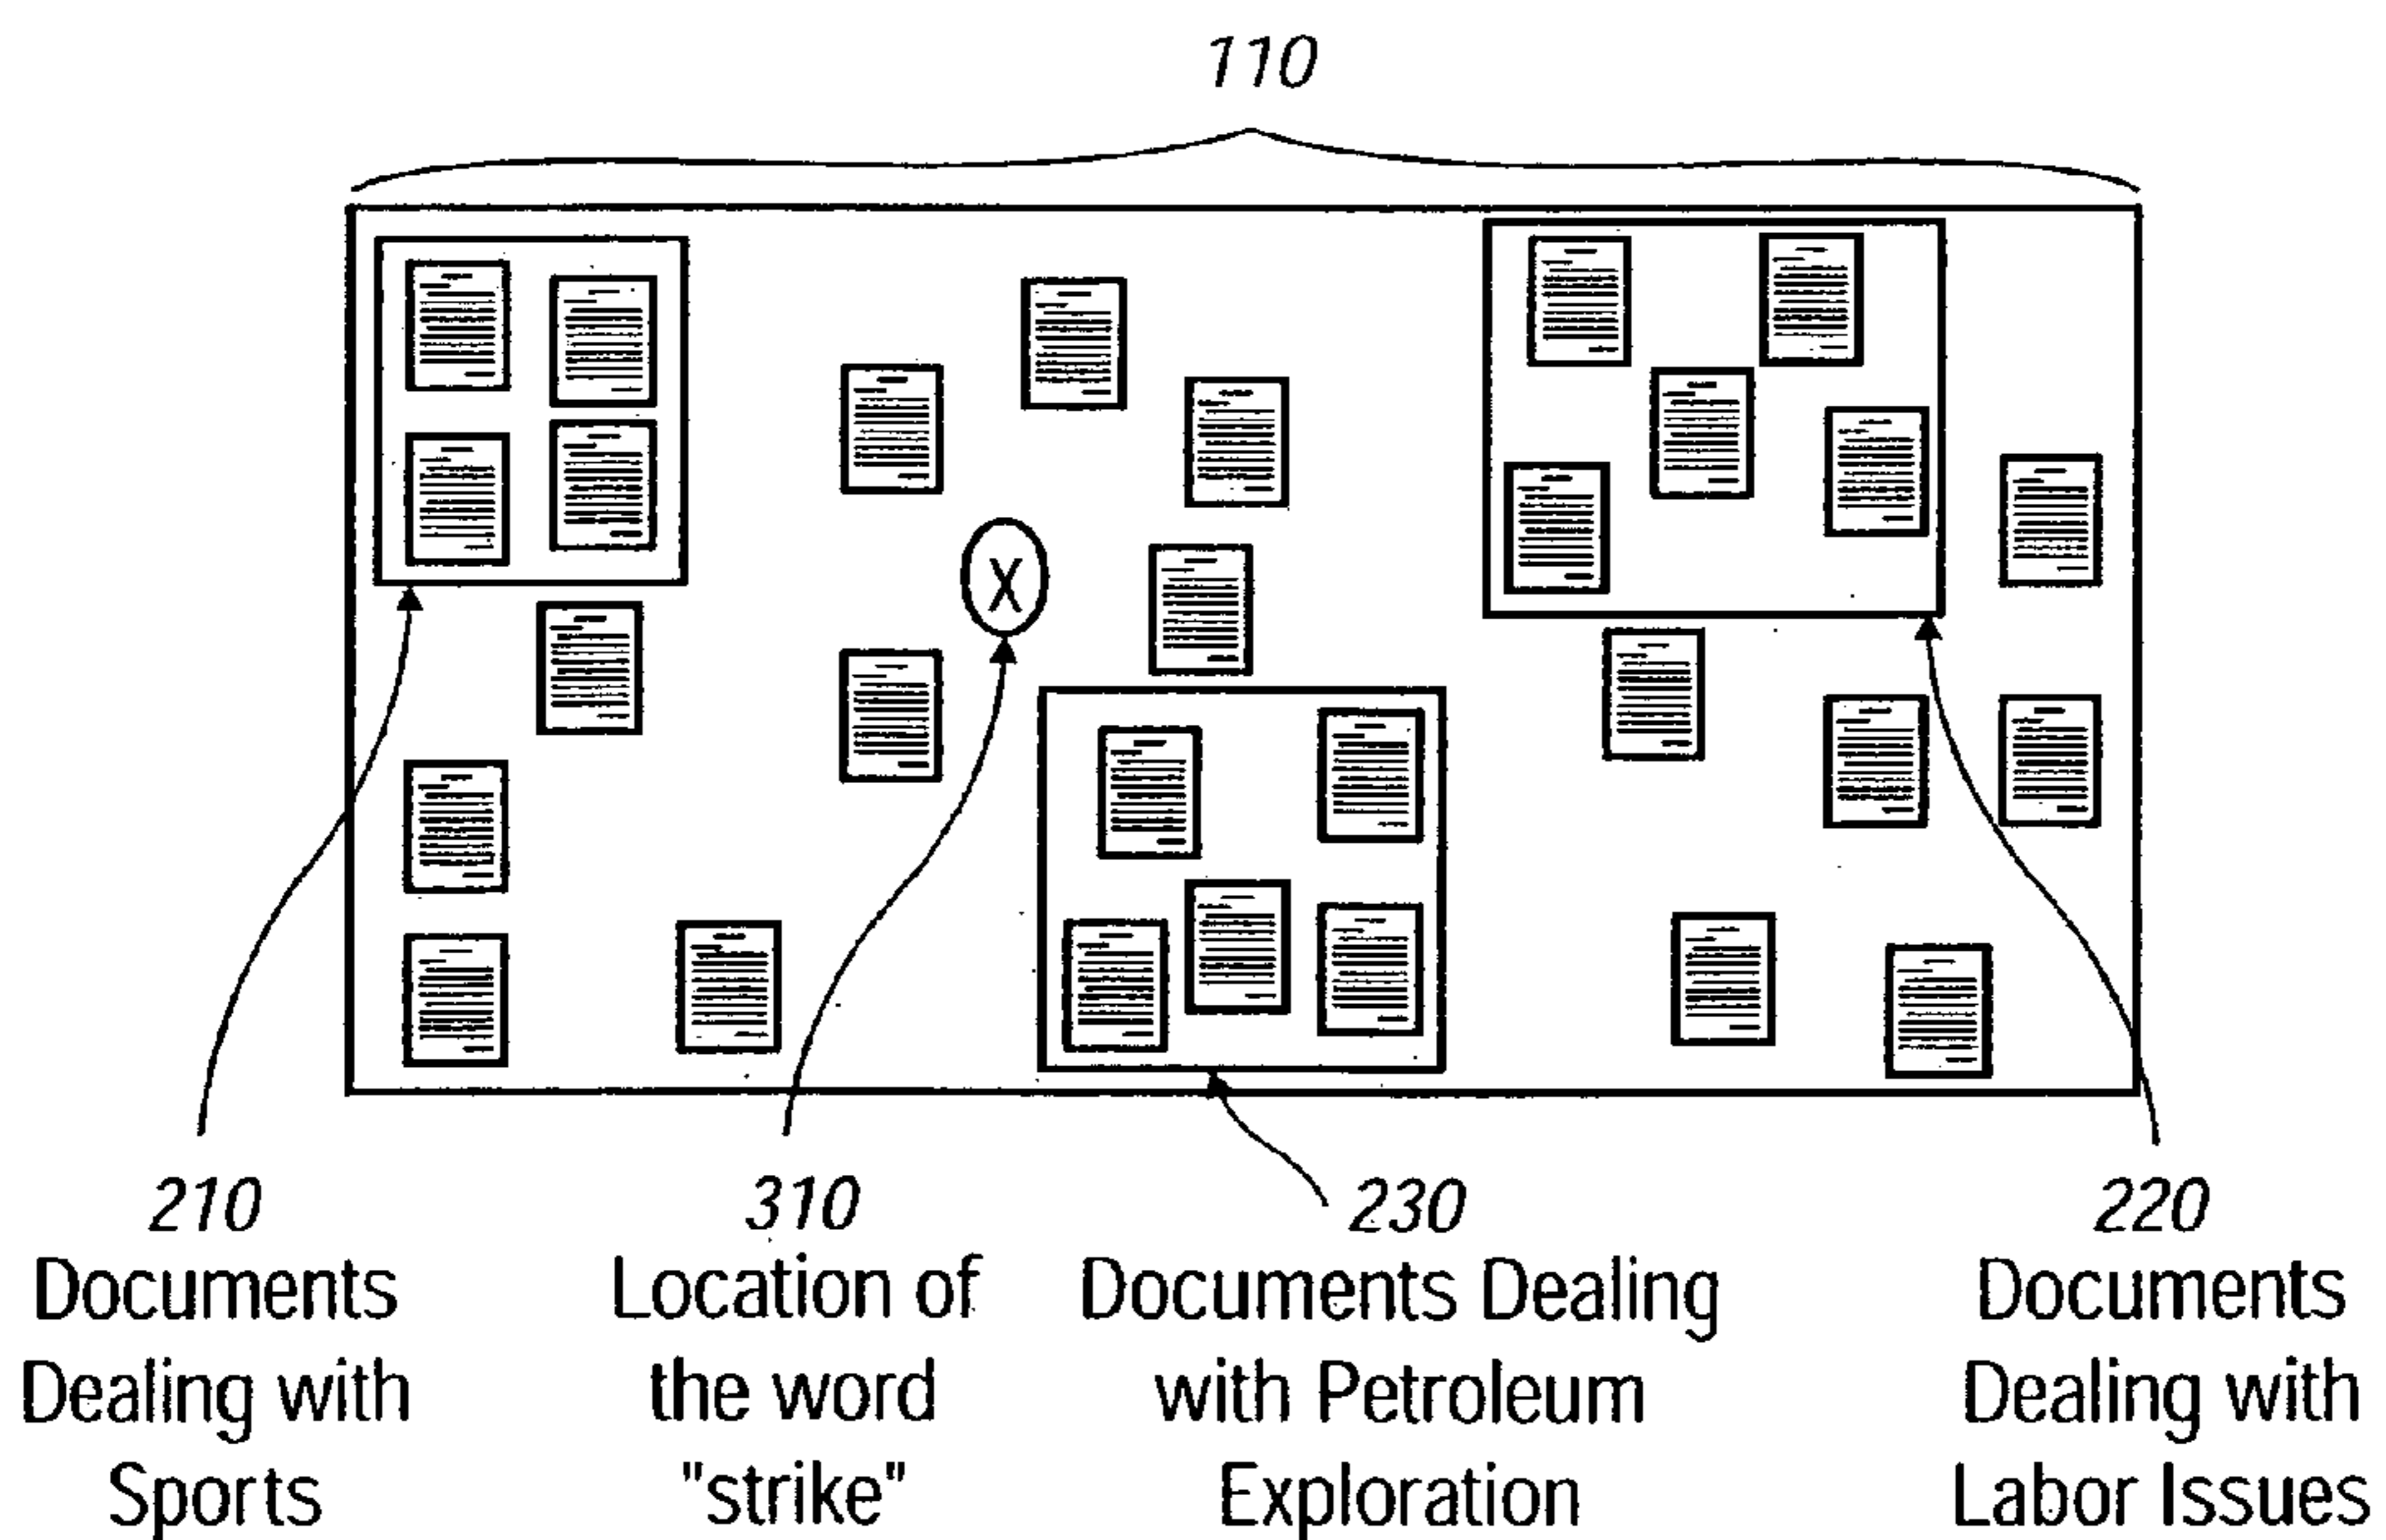 110
X
210
Documents
Dealing with
Sports
310
Location of
the word
"strike"
230
Documents Dealing
with Petroleum
Exploration
220
Documents
Dealing with
Labor Issues